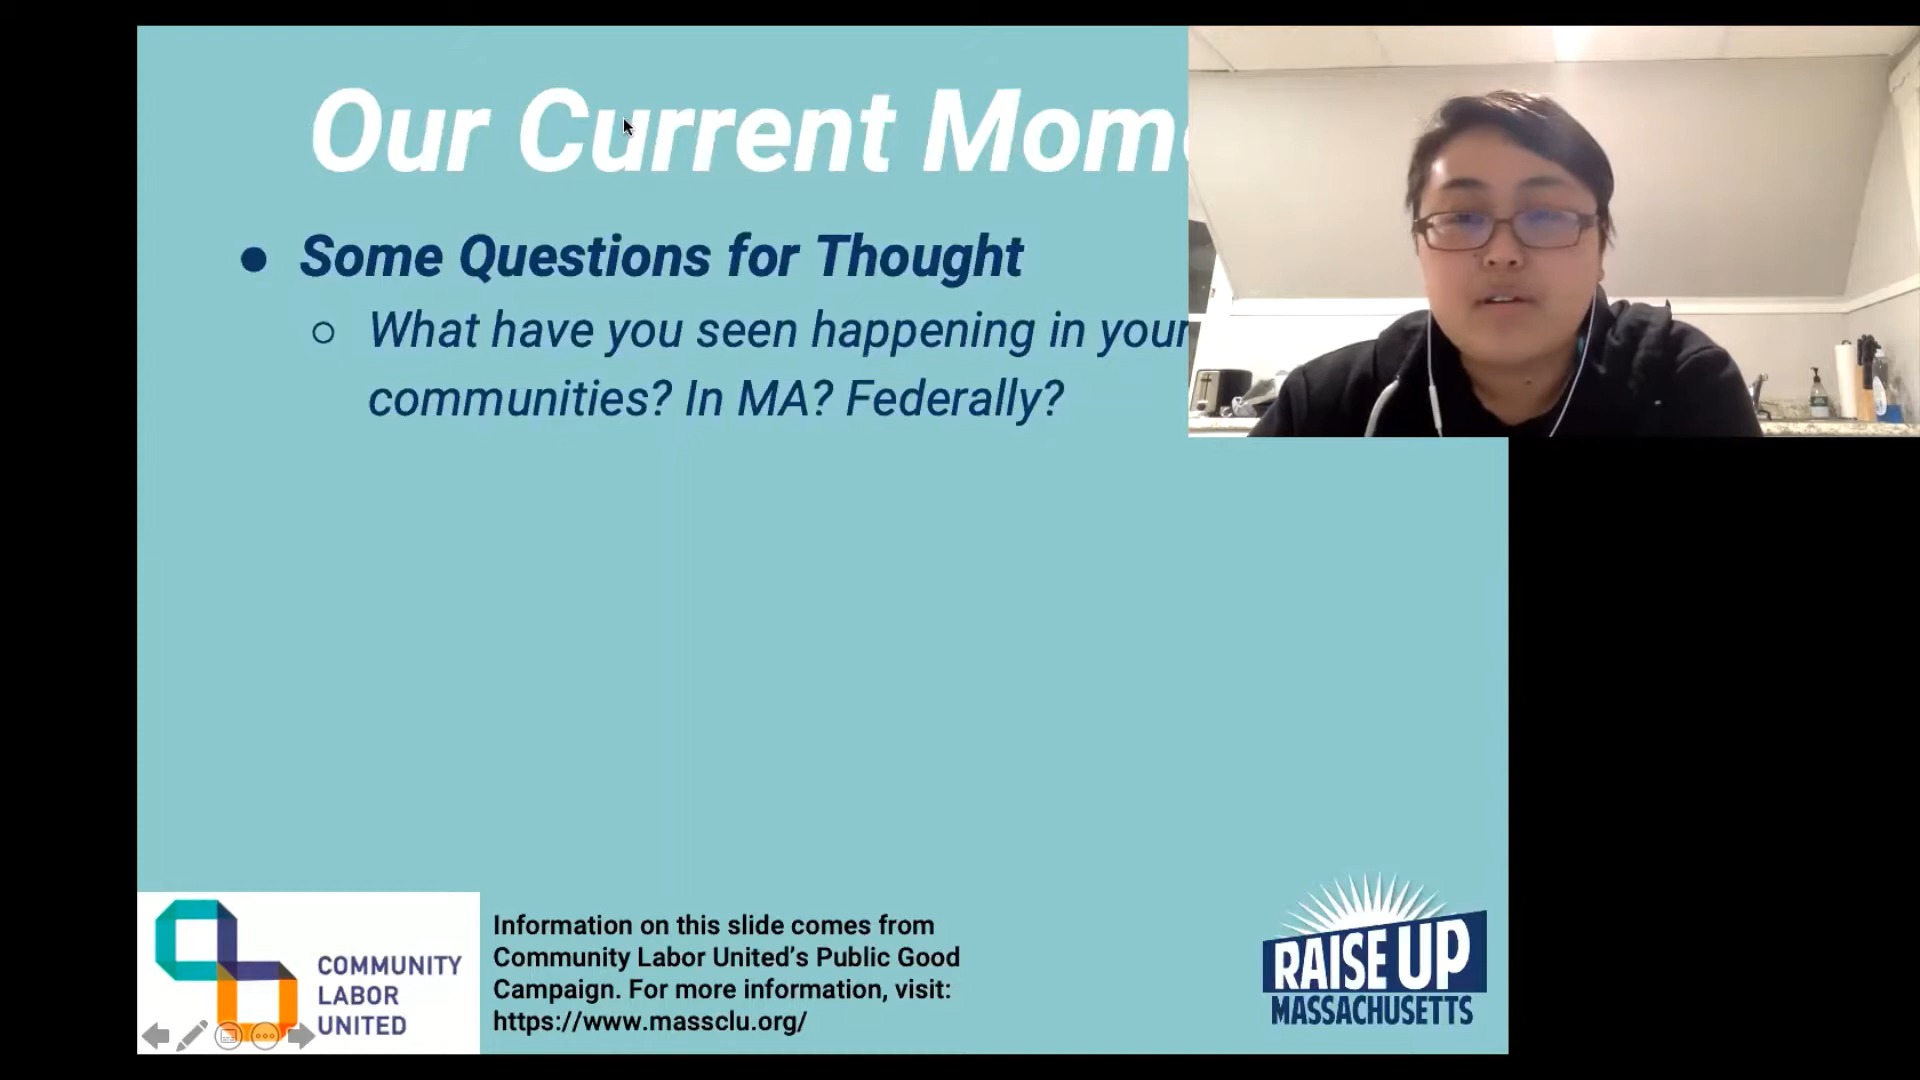 Our Current Mom
Some Questions for Thought
What have you seen happening in your
communities? In MA? Federally?
COMMUNITY
LABOR
UNITED
Information on this slide comes from
Community Labor United’s Public Good
Campaign. For more information, visit:
https://www.massclu.org/
RAISE UP
MASSACHUSETTS